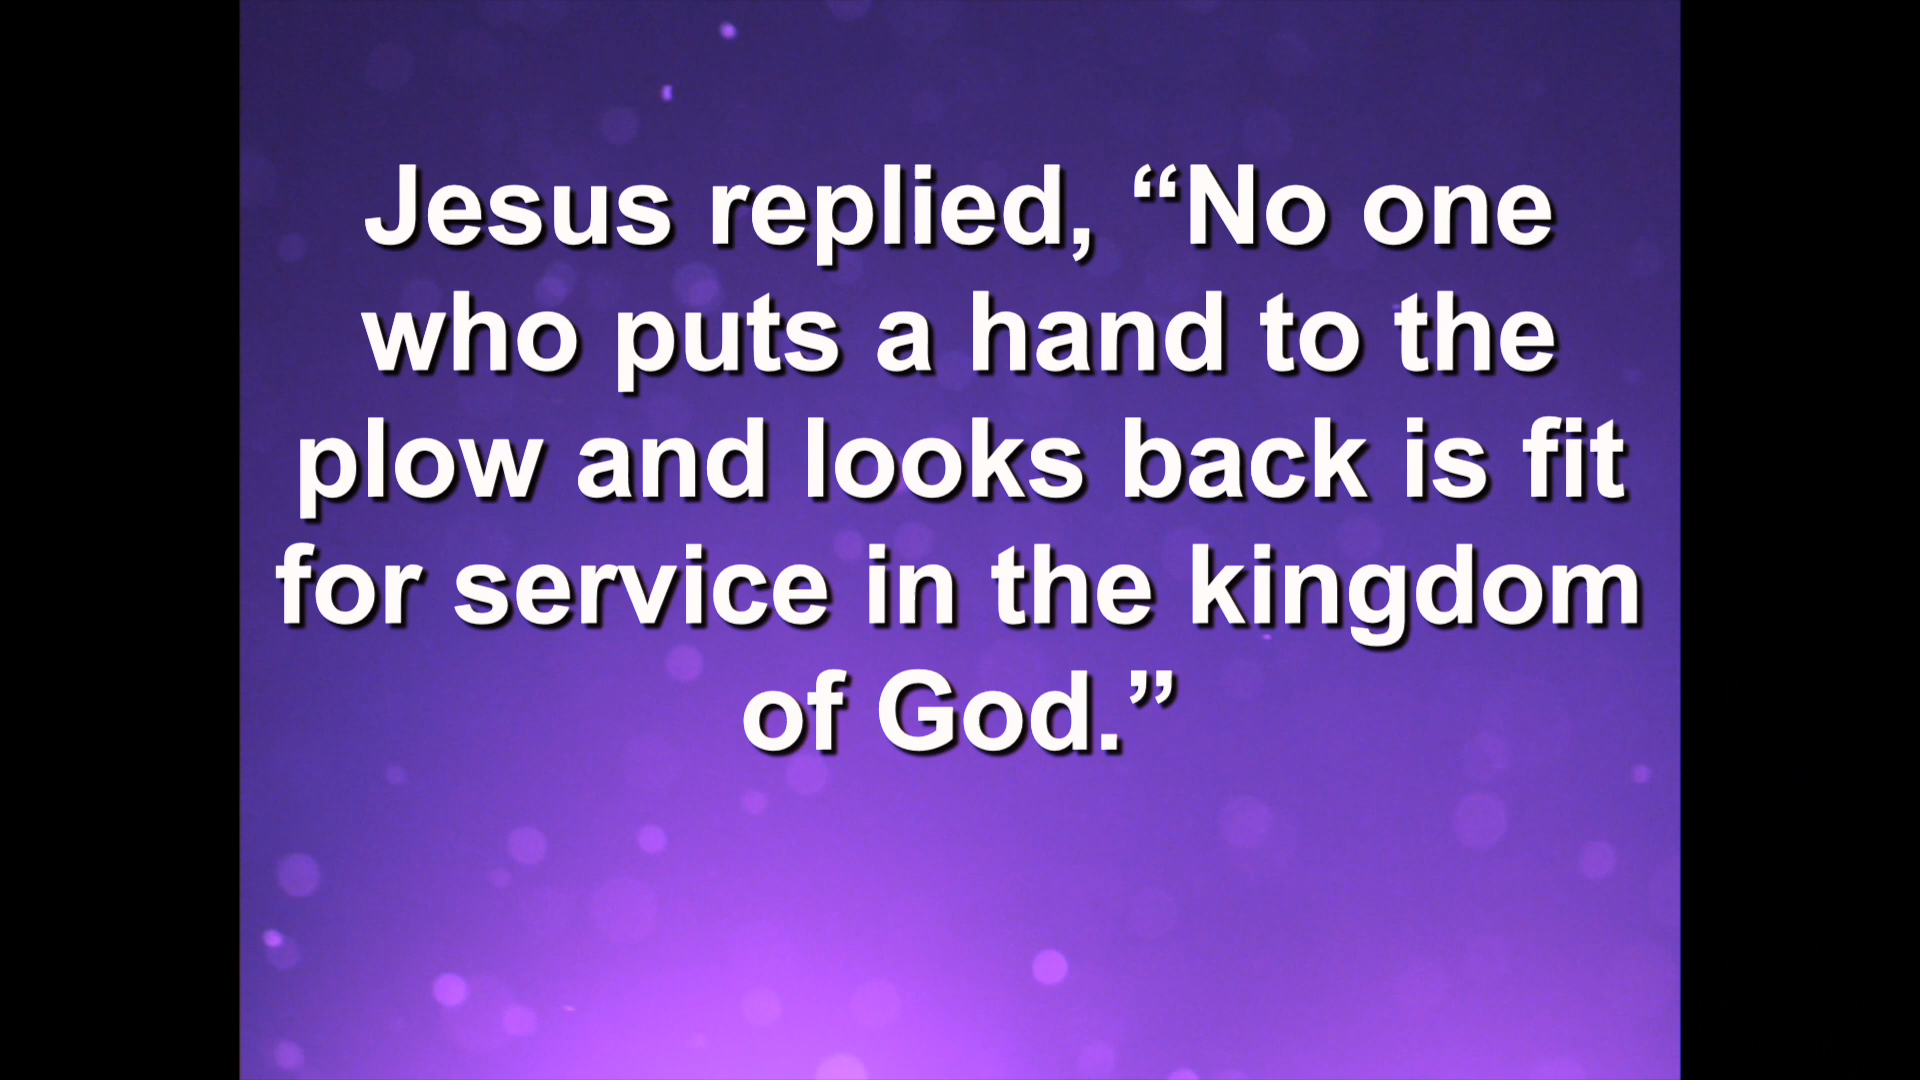 Jesus replied, “No one
who puts a hand to the
plow and looks back is fit
for service in the kingdom
of God.”